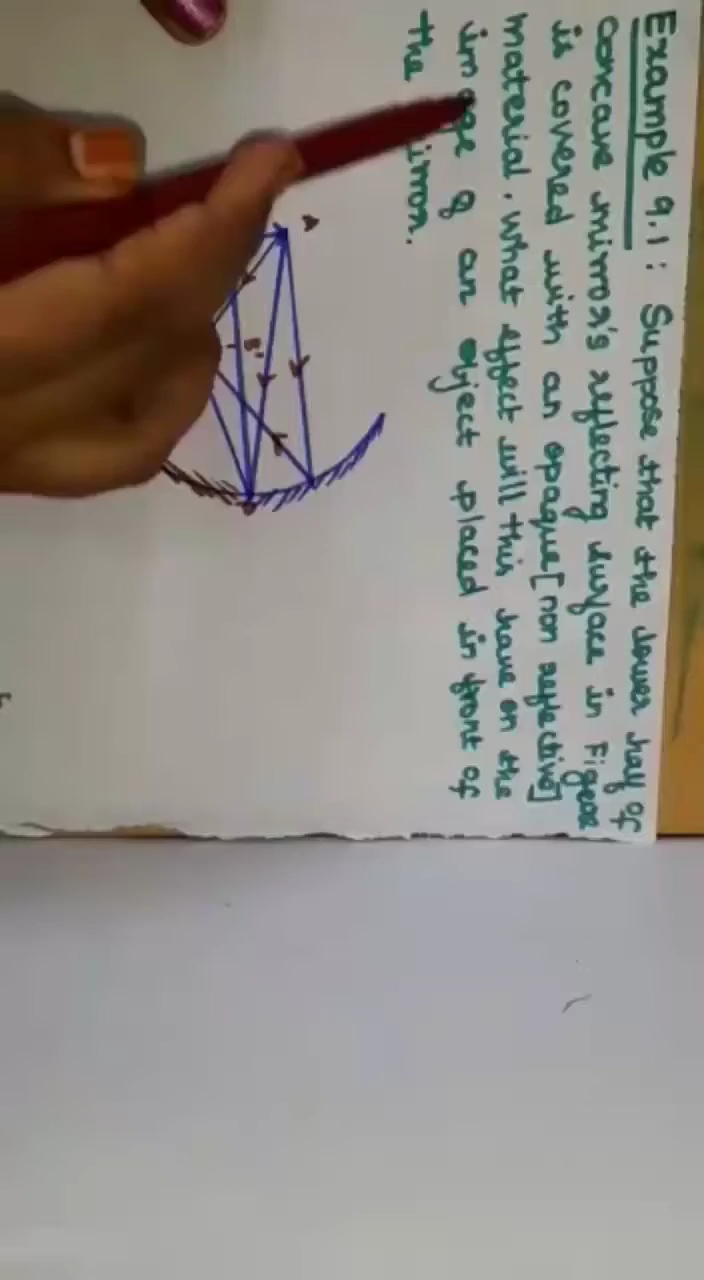 Example 9.1: Suppose that the lower half of
concave mirror's reflecting surface in Figure
is covered with an opaque [non reflective]
material. What effect will this have on the
image of an object placed in front of
the mirror.
A
B'